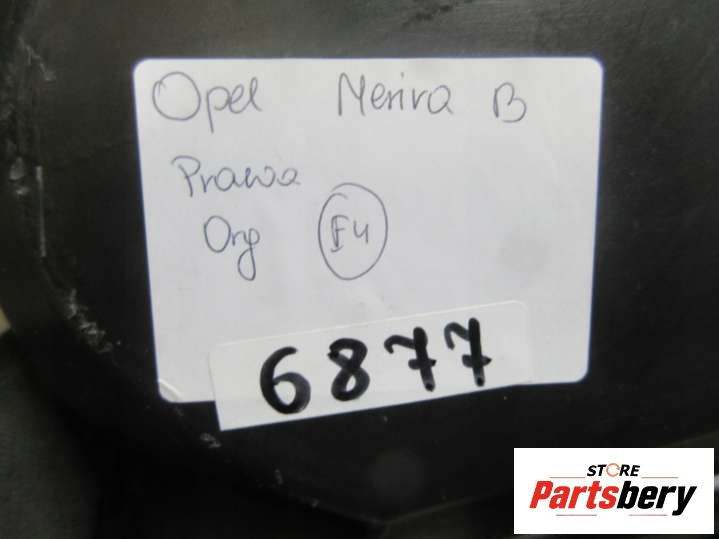 Opel Meriva B
Prawa
Org F4
6877
STORE
Partsbery